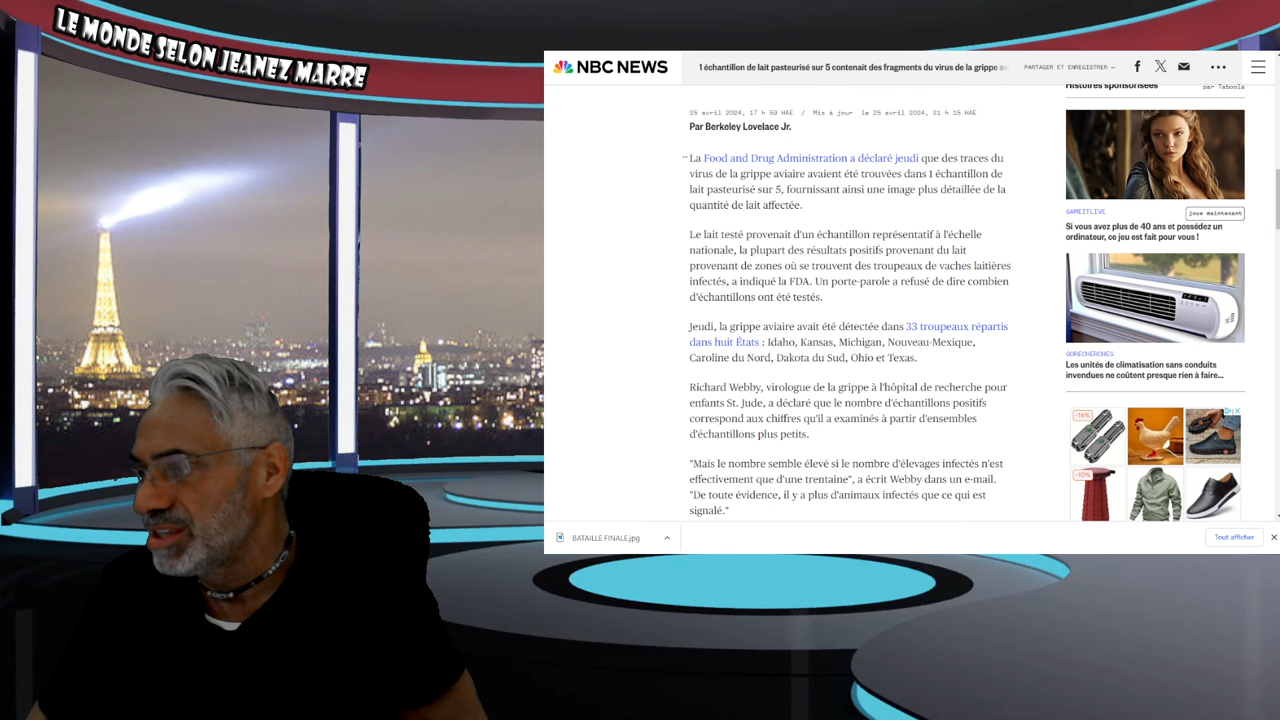 LE MONDE SELON JEANEZ MARRE
NBC NEWS
1 échantillon de lait pasteurisé sur 5 contenait des fragments du virus de la grippe
PARTAGER ET ENREGISTRER —
Histoires sponsorisées
par Taboola
25 avril 2024, 17 h 59 HAE / Mis à jour le 25 avril 2024, 21 h 15 HAE
Par Berkeley Lovelace Jr.
La Food and Drug Administration a déclaré jeudi que des traces du
virus de la grippe aviaire avaient été trouvées dans 1 échantillon de
lait pasteurisé sur 5, fournissant ainsi une image plus détaillée de la
quantité de lait affectée.
Le lait testé provenait d'un échantillon représentatif à l'échelle
nationale, la plupart des résultats positifs provenant du lait
provenant de zones où se trouvent des troupeaux de vaches laitières
infectés, a indiqué la FDA. Un porte-parole a refusé de dire combien
d'échantillons ont été testés.
Jeudi, la grippe aviaire avait été détectée dans 33 troupeaux répartis
dans huit États : Idaho, Kansas, Michigan, Nouveau-Mexique,
Caroline du Nord, Dakota du Sud, Ohio et Texas.
Richard Webby, virologue de la grippe à l'hôpital de recherche pour
enfants St. Jude, a déclaré que le nombre d'échantillons positifs
correspond aux chiffres qu'il a examinés à partir d'ensembles
d'échantillons plus petits.
"Mais le nombre semble élevé si le nombre d'élevages infectés n'est
effectivement que d'une trentaine", a écrit Webby dans un e-mail.
"De toute évidence, il y a plus d'animaux infectés que ce qui est
signalé."
GAMEITLIVE
joue maintenant
Si vous avez plus de 40 ans et possédez un
ordinateur, ce jeu est fait pour vous !
GORECHERCHES
Les unités de climatisation sans conduits
invendues ne coûtent presque rien à faire...
-16%
-10%
BATAILLE FINALE.jpg
Tout afficher